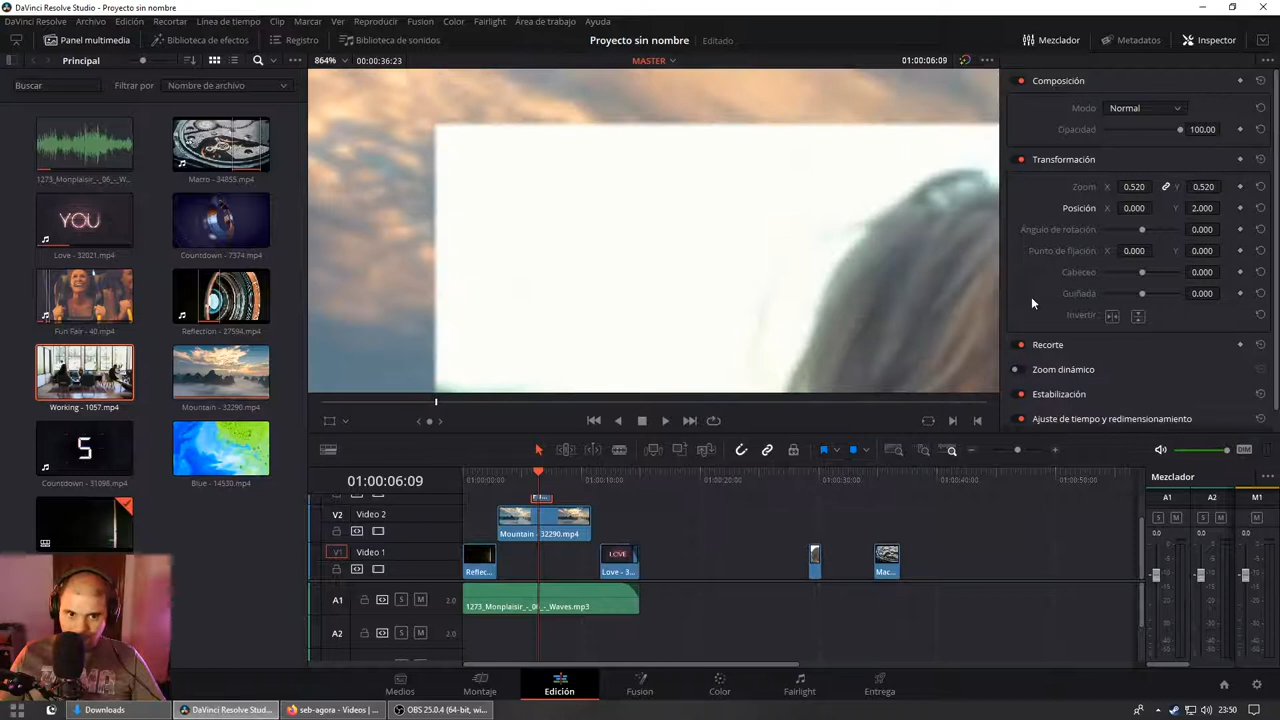 DaVinci Resolve Studio - Proyecto sin nombre
DaVinci Resolve Archivo Editar Recortar Línea de tiempo Clip Marcar Ver Reproducir Fusion Color Fairlight Área de trabajo Ayuda
Panel multimedia Biblioteca de efectos Registro Biblioteca de sonidos Proyecto sin nombre Editado Mezclador Metadatos Inspector
Principal 864% 00:00:36:23 MASTER 01:00:06:09
Buscar Filtrar por Nombre de archivo
Composición
Modo Normal
Opacidad 100.00
Transformación
1273_Monplaisir_-_06_-_W... Macro - 34855.mp4
Zoom X 0.520 Y 0.520
Posición X 0.000 Y 2.000
YOU
Ángulo de rotación 0.000
Love - 32021.mp4 Countdown - 7374.mp4
Punto de fijación X 0.000 Y 0.000
Cabeceo 0.000
Guiñada 0.000
Invertir
Fun Fair - 40.mp4 Reflection - 27594.mp4
Recorte
Zoom dinámico
Estabilización
Working - 1057.mp4 Mountain - 32290.mp4
Ajuste de tiempo y redimensionamiento
5
Countdown - 31098.mp4 Blue - 14530.mp4
DIM
01:00:06:09 01:00:00:00 01:00:10:00 01:00:20:00 01:00:30:00 01:00:40:00 01:00:50:00
Mezclador
A1 A2 M1
V2 Video 2
Mountain - 32290.mp4
S M S M S M
0.0 0.0 0.0
V1 Video 1
LOVE
Reflec... Love - 3... Mac...
A1 S M 2.0
1273_Monplaisir_-_06_-_Waves.mp3
A2 S M 2.0
Medios Montaje Edición Fusion Color Fairlight Entrega
Downloads DaVinci Resolve Stud... seb-agora - Videos | ... OBS 25.0.4 (64-bit, wi... 23:50